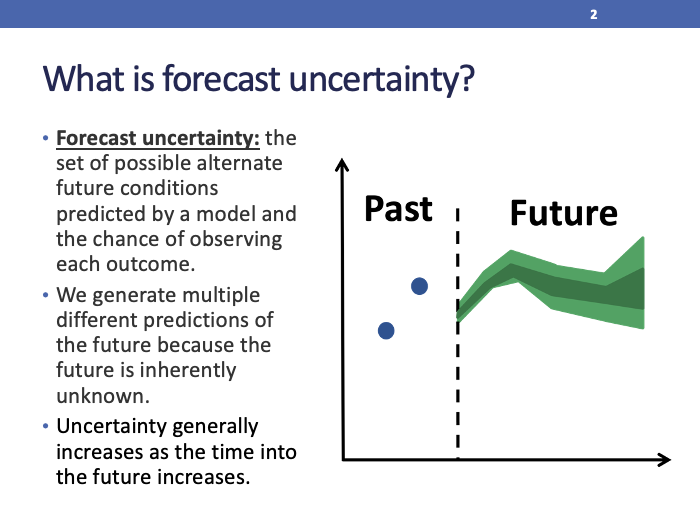 2
What is forecast uncertainty?
• Forecast uncertainty: the
set of possible alternate
future conditions
predicted by a model and
the chance of observing
each outcome.
• We generate multiple
different predictions of
the future because the
future is inherently
unknown.
• Uncertainty generally
increases as the time into
the future increases.
Past
Future